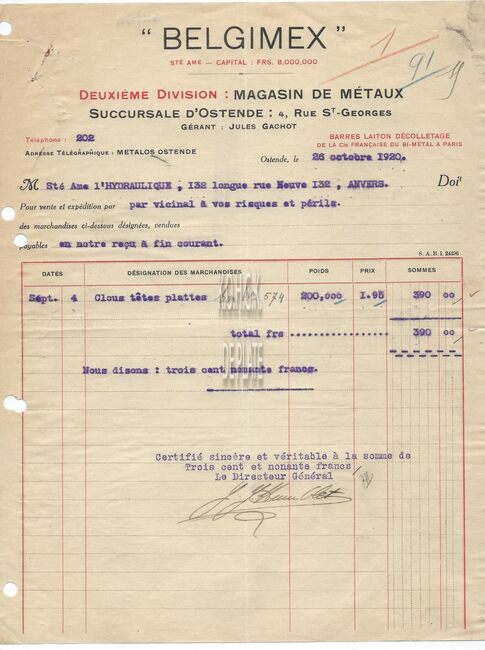 " BELGIMEX "
STE AME — CAPITAL : FRS. 8,000,000
1
91
DEUXIÈME DIVISION : MAGASIN DE MÉTAUX
SUCCURSALE D'OSTENDE : 4, RUE ST-GEORGES
GÉRANT : JULES GACHOT
Téléphone : 202
BARRES LAITON DÉCOLLETAGE
DE LA CIE FRANÇAISE DU BI-MÉTAL A PARIS
ADRESSE TÉLÉGRAPHIQUE : METALOS OSTENDE
Ostende, le 26 octobre 1920.
M Sté Ame l'HYDRAULIQUE , I32 longue rue Neuve I32 , ANVERS. Doit
Pour vente et expédition par par vicinal à vos risques et périls.
des marchandises ci-dessous désignées, vendues
payables en notre reçu à fin courant.
S. A. B. I. 24496
DATES DÉSIGNATION DES MARCHANDISES POIDS PRIX SOMMES
Sept. 4 Clous têtes plattes 574 200,000 I.95 390 00
total frs ................. 390 00
Nous disons : trois cent nonante francs.
Certifié sincère et véritable à la somme de
Trois cent et nonante francs
Le Directeur Général